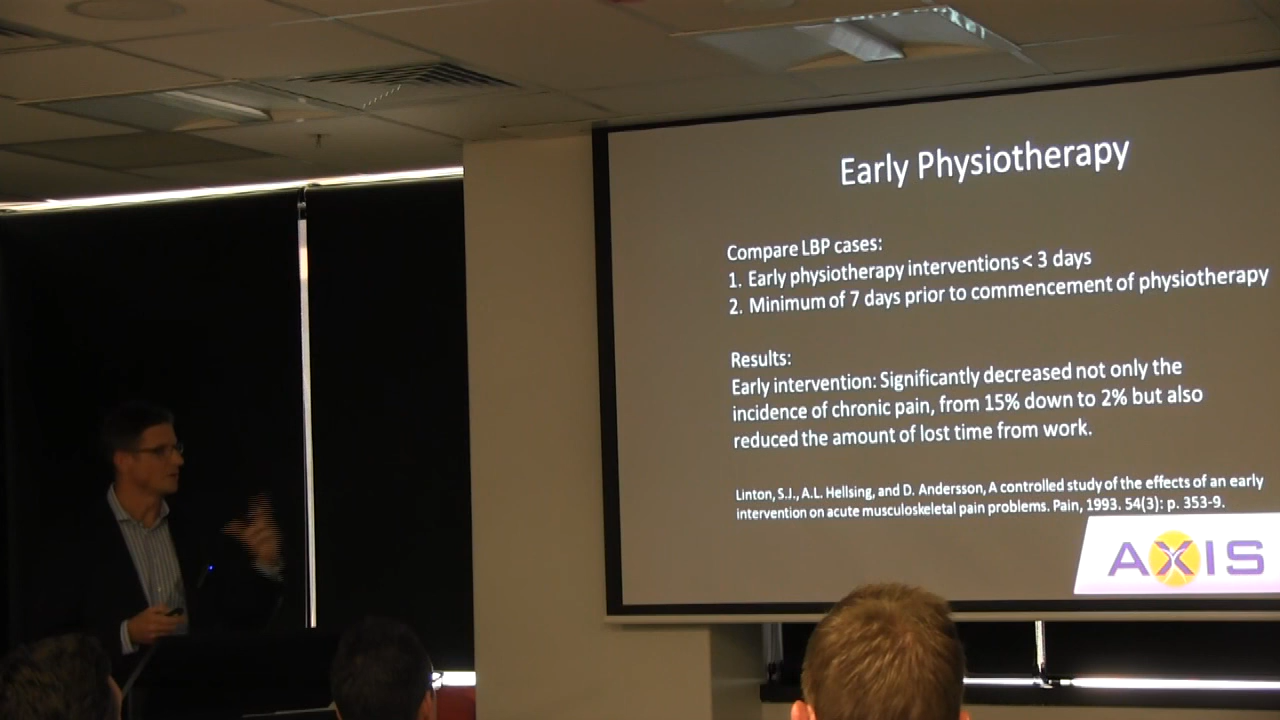 Early Physiotherapy
Compare LBP cases:
1. Early physiotherapy interventions < 3 days
2. Minimum of 7 days prior to commencement of physiotherapy
Results:
Early intervention: Significantly decreased not only the
incidence of chronic pain, from 15% down to 2% but also
reduced the amount of lost time from work.
Linton, S.J., A.L. Hellsing, and D. Andersson, A controlled study of the effects of an early
intervention on acute musculoskeletal pain problems. Pain, 1993. 54(3): p. 353-9.
AXIS